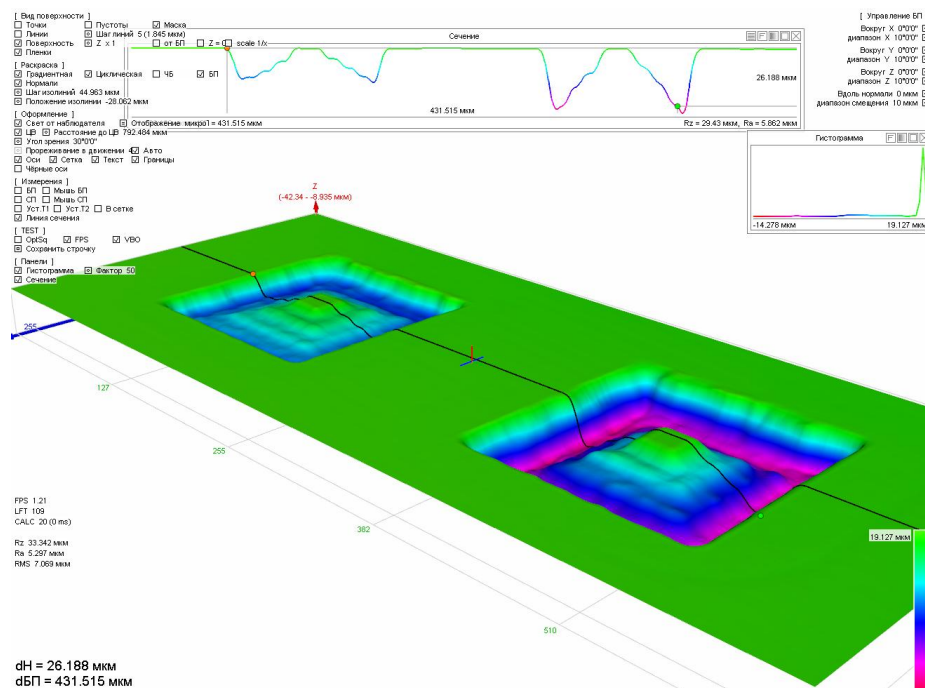 [ Вид поверхности ]
Точки Пустоты Маска
Линии Шаг линий 5 (1.845 мкм)
Поверхность Z x 1 от БП Z = 0 scale 1/x
Пленки
[ Раскраска ]
Градиентная Циклическая ЧБ БП
Нормали
Шаг изолиний 44.963 мкм
Положение изолинии -28.062 мкм
[ Оформление ]
Свет от наблюдателя Отображение
ЦВ Расстояние до ЦВ 792.484 мкм
Угол зрения 30°0'0"
Прореживание в движении Авто
Оси Сетка Текст Границы
Чёрные оси
[ Измерения ]
БП Мышь БП
СП Мышь СП
Уст.T1 Уст.T2 В сетке
Линия сечения
[ TEST ]
OptSq FPS VBO
Сохранить строчку
[ Панели ]
Гистограмма Фактор 50
Сечение
Сечение
26.188 мкм
431.515 мкм
= 431.515 мкм
Rz = 29.43 мкм, Ra = 5.862 мкм
[ Управление БП
Вокруг X 0°0'0"
диапазон X 10°0'0"
Вокруг Y 0°0'0"
диапазон Y 10°0'0"
Вокруг Z 0°0'0"
диапазон Z 10°0'0"
Вдоль нормали 0 мкм
диапазон смещения 10 мкм
Гистограмма
-14.278 мкм 19.127 мкм
Z
(-42.34 - -8.935 мкм)
255
127
255
382
510
FPS 1.21
LFT 109
CALC 20 (0 ms)
Rz 33.342 мкм
Ra 5.297 мкм
RMS 7.069 мкм
19.127 мкм
dH = 26.188 мкм
dБП = 431.515 мкм